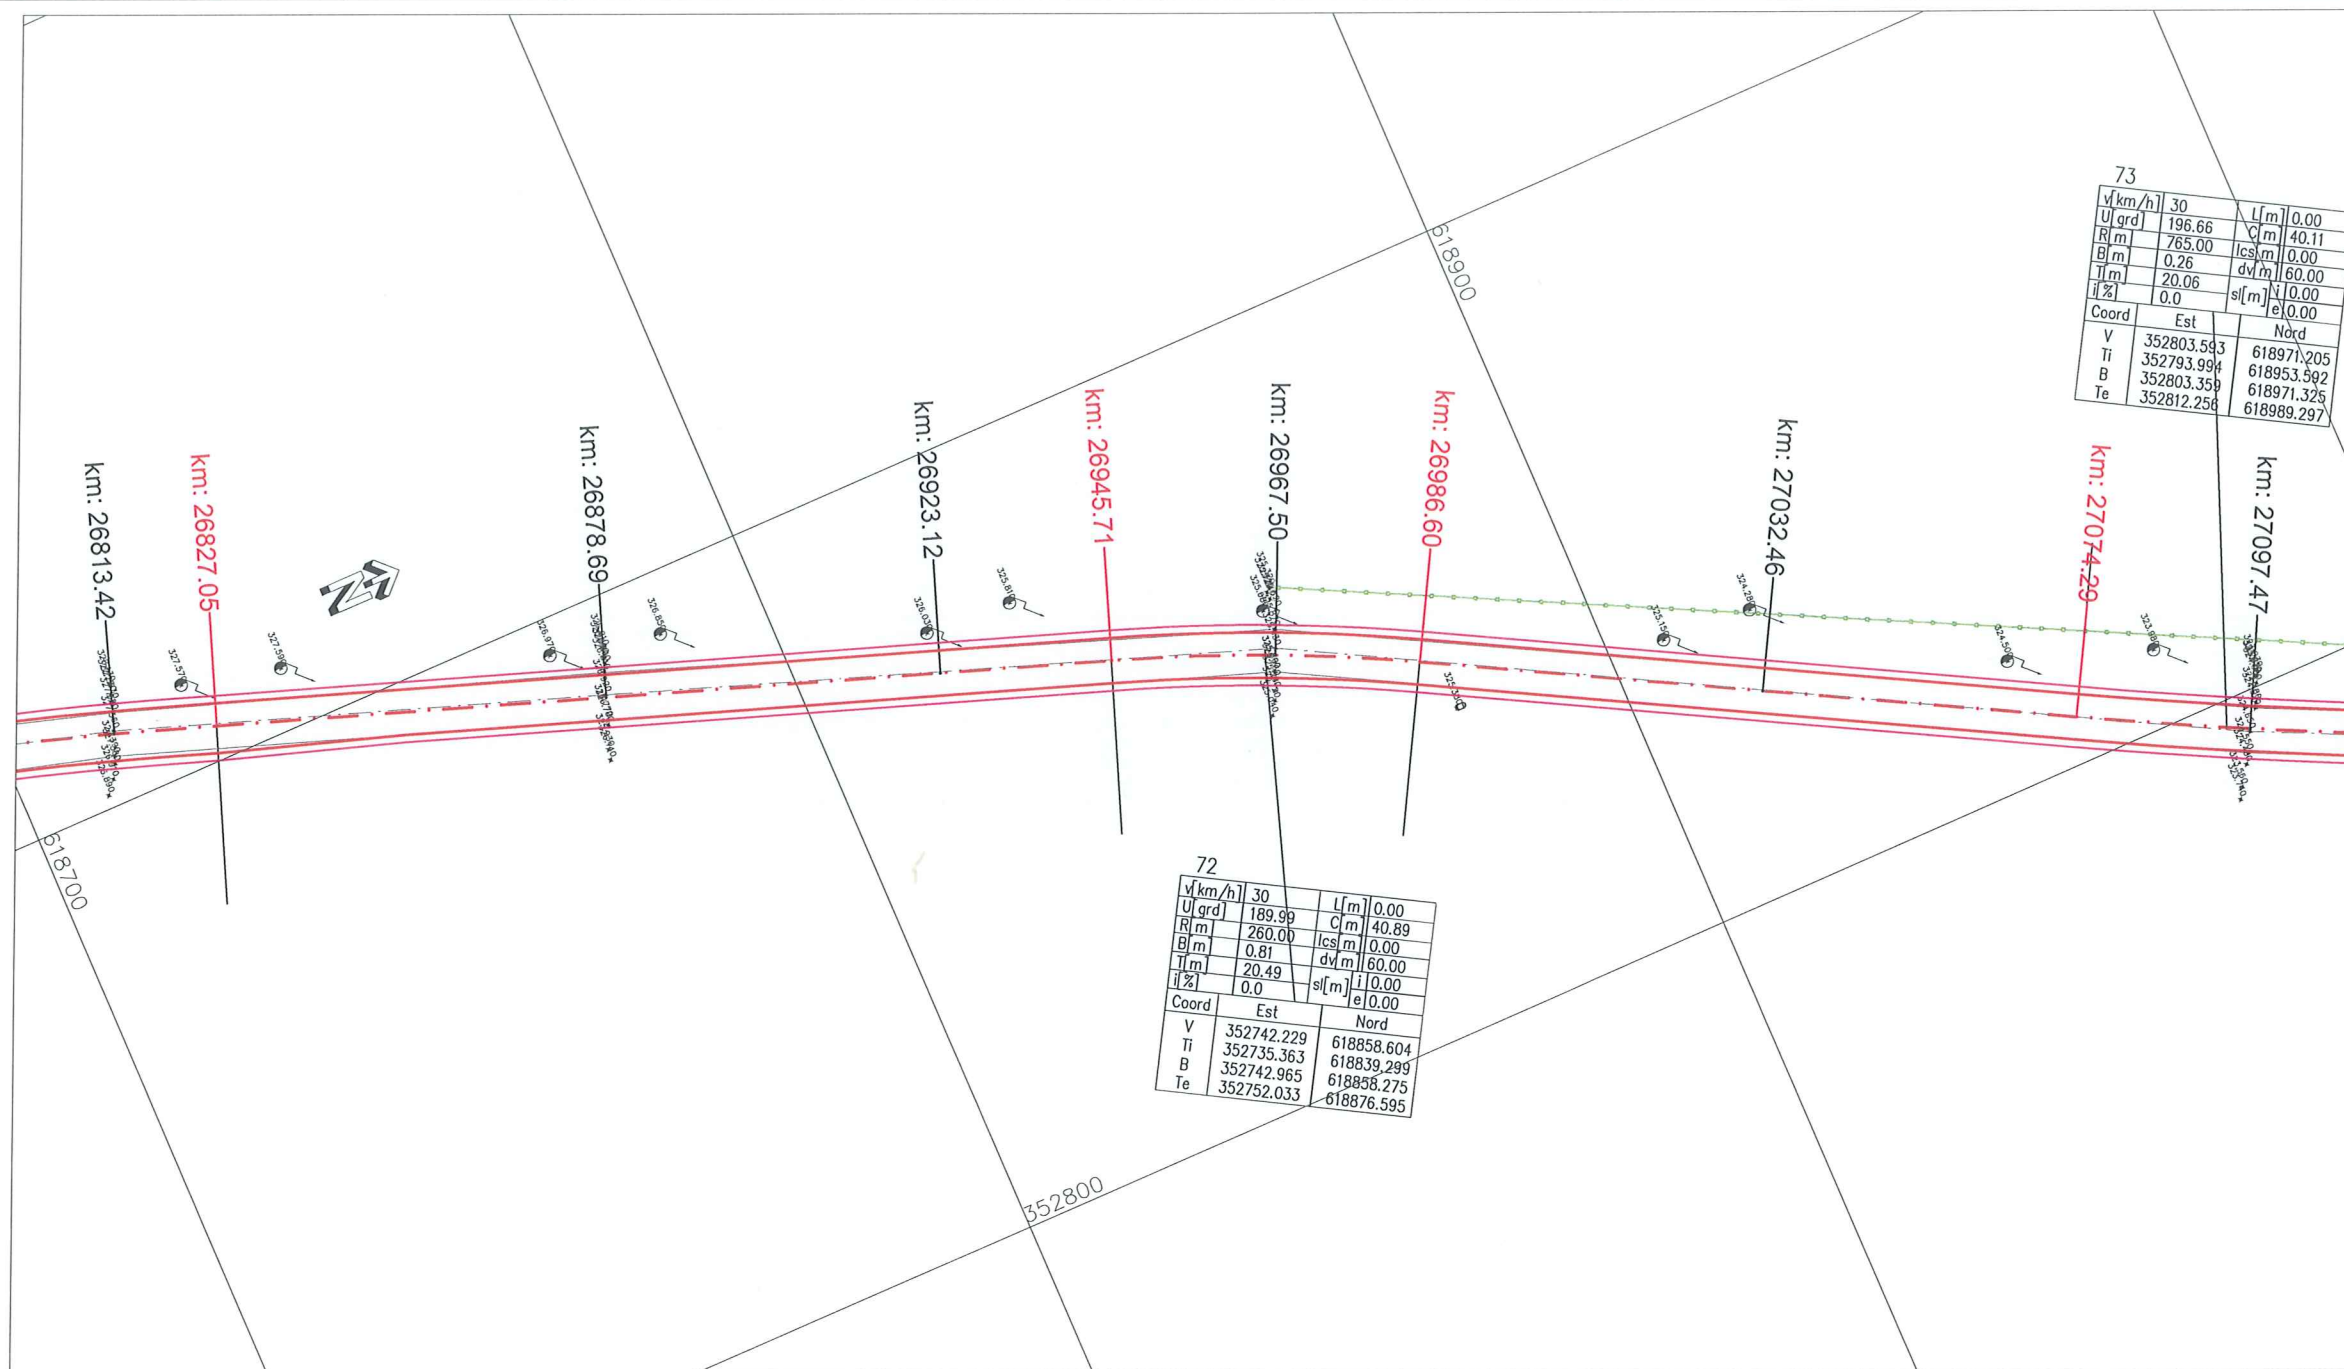 73
v[km/h] 30 L[m] 0.00
U[grd] 196.66 C[m] 40.11
R[m] 765.00 lcs[m] 0.00
B[m] 0.26 dv[m] 60.00
T[m] 20.06 sl[m] i 0.00
i[%] 0.0 e 0.00
Coord Est Nord
V 352803.593 618971.205
Ti 352793.994 618953.592
B 352803.359 618971.325
Te 352812.256 618989.297
618900
km: 26813.42
km: 26827.05
km: 26878.69
km: 26923.12
km: 26945.71
km: 26967.50
km: 26986.60
km: 27032.46
km: 27074.29
km: 27097.47
N
618700
72
v[km/h] 30 L[m] 0.00
U[grd] 189.99 C[m] 40.89
R[m] 260.00 lcs[m] 0.00
B[m] 0.81 dv[m] 60.00
T[m] 20.49 sl[m] i 0.00
i[%] 0.0 e 0.00
Coord Est Nord
V 352742.229 618858.604
Ti 352735.363 618839.299
B 352742.965 618858.275
Te 352752.033 618876.595
352800